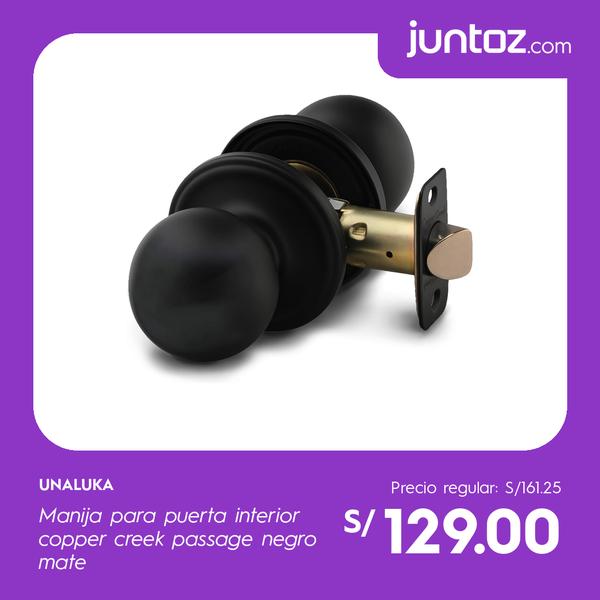 juntoz.com
UNALUKA
Manija para puerta interior
copper creek passage negro
mate
Precio regular: S/161.25
S/ 129.00